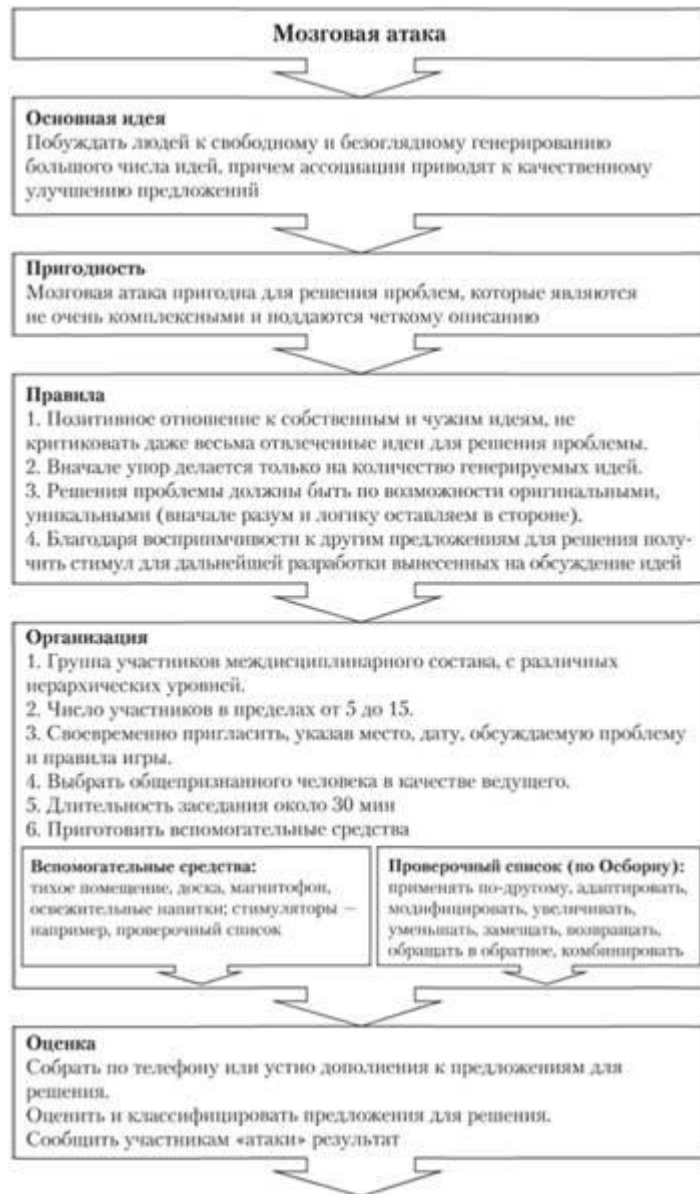 Мозговая атака
Основная идея
Побуждать людей к свободному и безоглядному генерированию
большого числа идей, причем ассоциации приводят к качественному
улучшению предложений
Пригодность
Мозговая атака пригодна для решения проблем, которые являются
не очень комплексными и поддаются четкому описанию
Правила
1. Позитивное отношение к собственным и чужим идеям, не
критиковать даже весьма отвлеченные идеи для решения проблемы.
2. Вначале упор делается только на количество генерируемых идей.
3. Решения проблемы должны быть по возможности оригинальными,
уникальными (вначале разум и логику оставляем в стороне).
4. Благодаря восприимчивости к другим предложениям для решения полу-
чить стимул для дальнейшей разработки вынесенных на обсуждение идей
Организация
1. Группа участников междисциплинарного состава, с различных
иерархических уровней.
2. Число участников в пределах от 5 до 15.
3. Своевременно пригласить, указав место, дату, обсуждаемую проблему
и правила игры.
4. Выбрать общепризнанного человека в качестве ведущего.
5. Длительность заседания около 30 мин
6. Приготовить вспомогательные средства
Вспомогательные средства:
тихое помещение, доска, магнитофон,
освежительные напитки; стимуляторы —
например, проверочный список
Проверочный список (по Осборну):
применять по-другому, адаптировать,
модифицировать, увеличивать,
уменьшать, замещать, возвращать,
обращать в обратное, комбинировать
Оценка
Собрать по телефону или устно дополнения к предложениям для
решения.
Оценить и классифицировать предложения для решения.
Сообщить участникам «атаки» результат